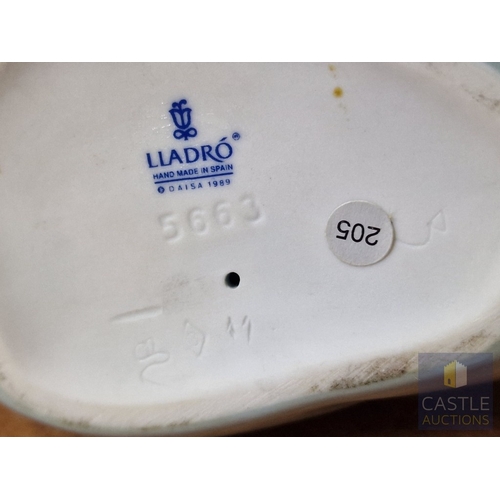 LLADRÓ®
HAND MADE IN SPAIN
© DAISA 1989
5663
205
CASTLE
AUCTIONS